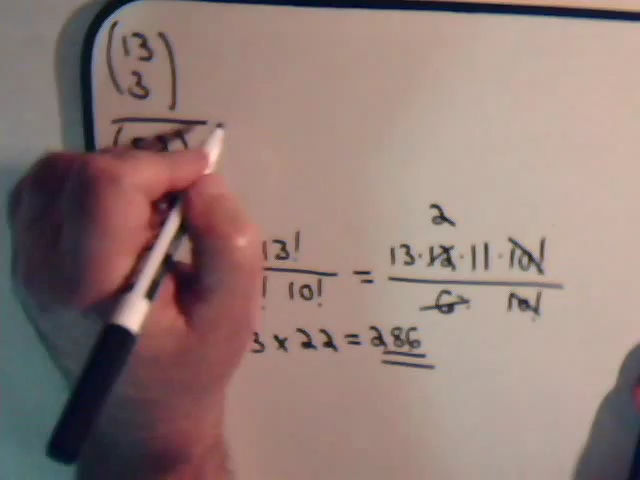 (13
3)
2
13! = 13·12·11·10!
! 10! 6 10!
3 x 22 = 286